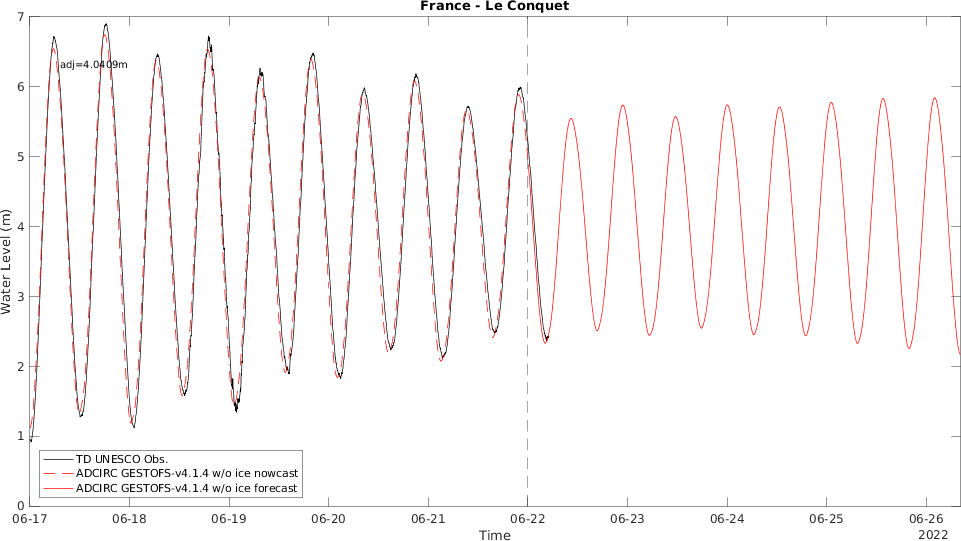 France - Le Conquet
7
adj=4.0409m
6
5
4
3
2
1
0
Water Level (m)
TD UNESCO Obs.
ADCIRC GESTOFS-v4.1.4 w/o ice nowcast
ADCIRC GESTOFS-v4.1.4 w/o ice forecast
06-17 06-18 06-19 06-20 06-21 06-22 06-23 06-24 06-25 06-26
Time
2022